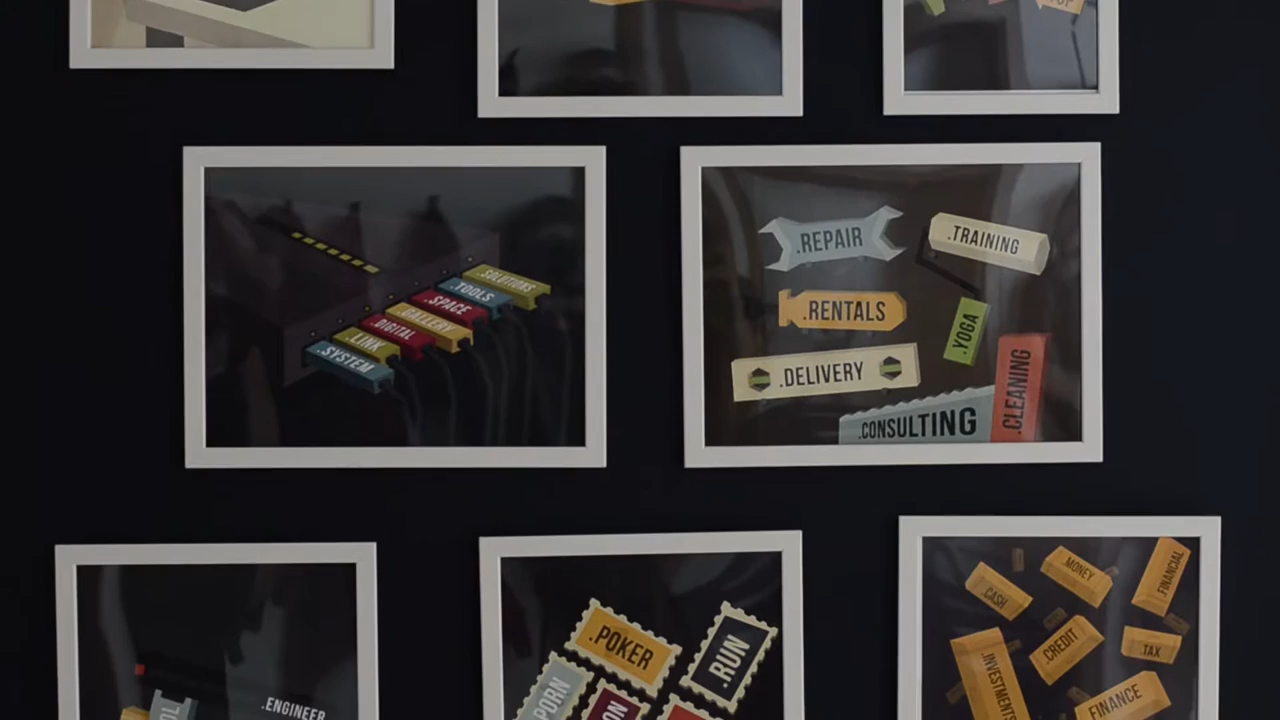 .SOLUTIONS
.TOOLS
.SPACE
.GALLERY
.DIGITAL
.LINK
.SYSTEM
.REPAIR
.TRAINING
.RENTALS
.YOGA
.DELIVERY
.CLEANING
.CONSULTING
.ENGINEER
.POKER
.RUN
.MONEY
.FINANCIAL
.CASH
.CREDIT
.TAX
.INVESTMENTS
.FINANCE